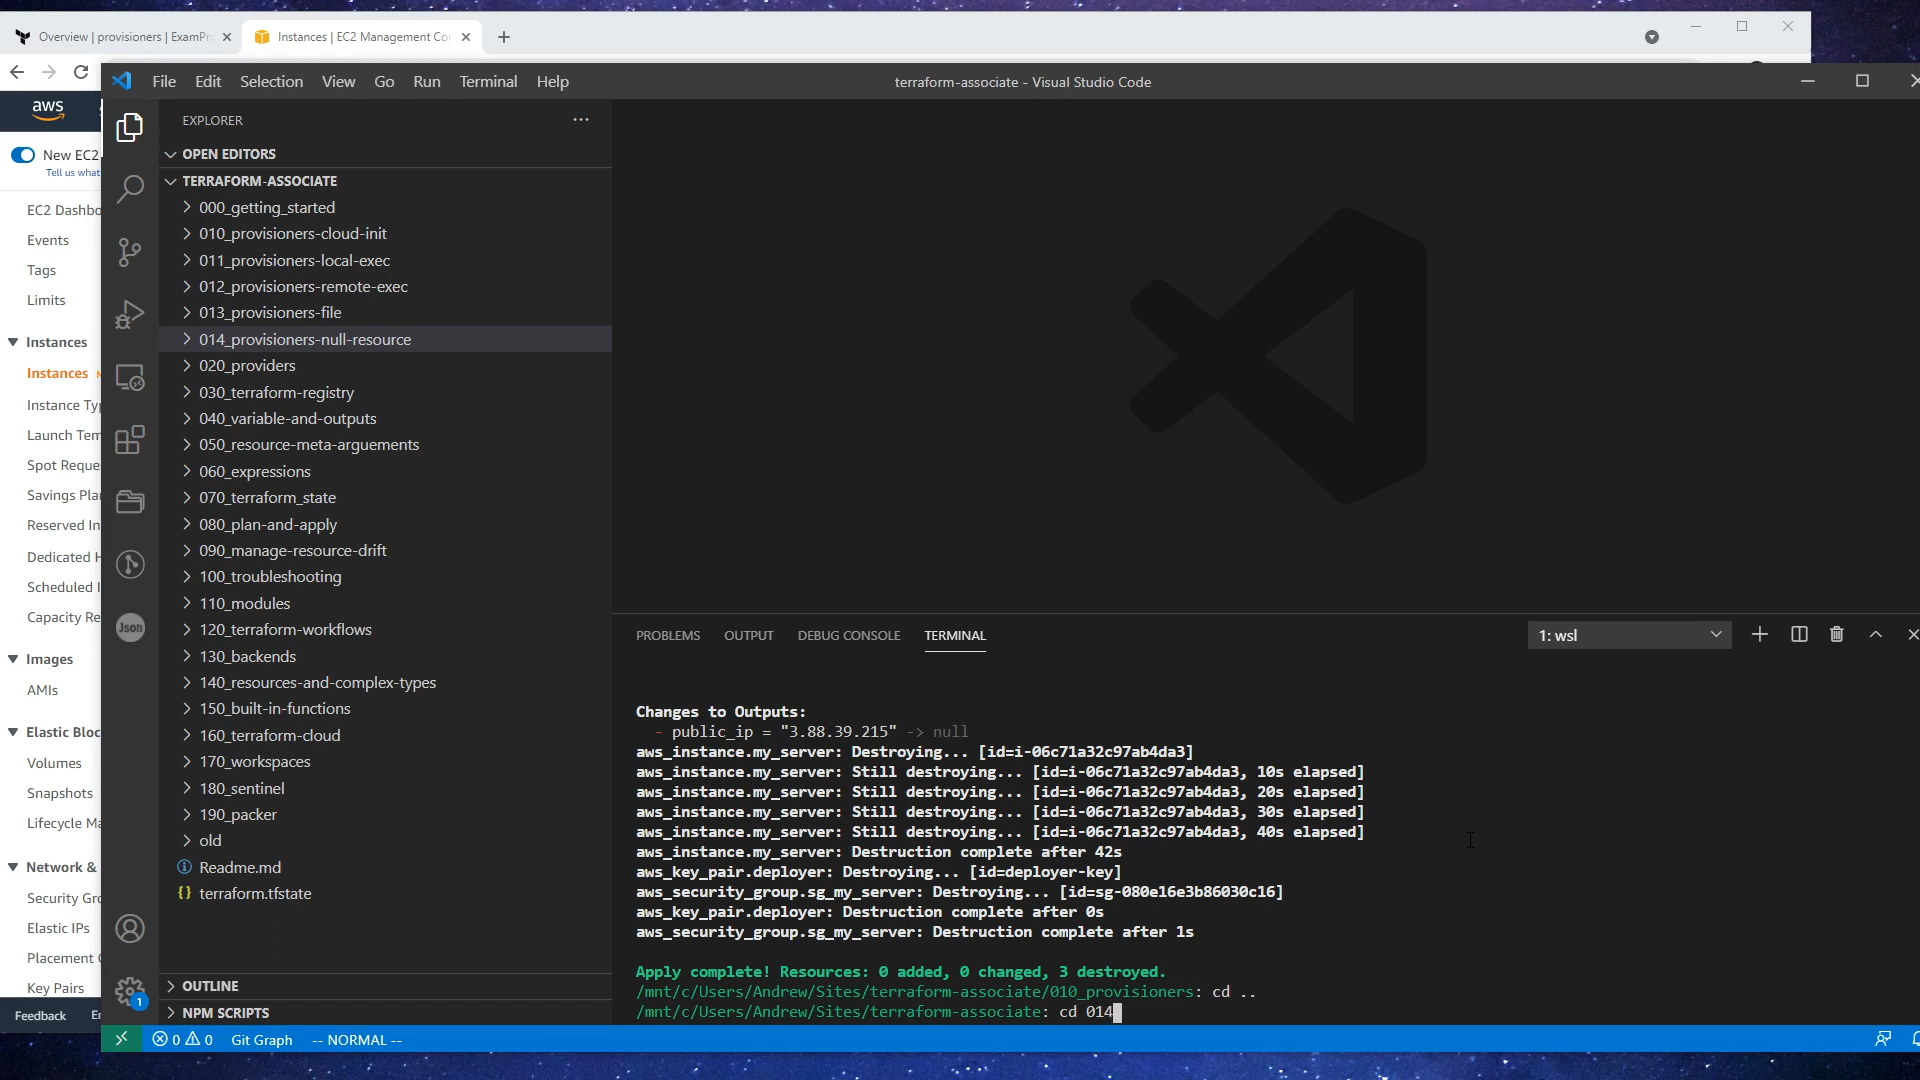 Overview | provisioners | ExamPr
Instances | EC2 Management Co
File Edit Selection View Go Run Terminal Help
terraform-associate - Visual Studio Code
aws
New EC2
Tell us what
EC2 Dashbo
Events
Tags
Limits
Instances
Instances
Instance Typ
Launch Tem
Spot Reque
Savings Pla
Reserved In
Dedicated H
Scheduled I
Capacity Re
Images
AMIs
Elastic Bloc
Volumes
Snapshots
Lifecycle Ma
Network &
Security Gro
Elastic IPs
Placement
Key Pairs
Feedback
EXPLORER
OPEN EDITORS
TERRAFORM-ASSOCIATE
000_getting_started
010_provisioners-cloud-init
011_provisioners-local-exec
012_provisioners-remote-exec
013_provisioners-file
014_provisioners-null-resource
020_providers
030_terraform-registry
040_variable-and-outputs
050_resource-meta-arguements
060_expressions
070_terraform_state
080_plan-and-apply
090_manage-resource-drift
100_troubleshooting
110_modules
120_terraform-workflows
130_backends
140_resources-and-complex-types
150_built-in-functions
160_terraform-cloud
170_workspaces
180_sentinel
190_packer
old
Readme.md
{} terraform.tfstate
OUTLINE
NPM SCRIPTS
Json
1
PROBLEMS OUTPUT DEBUG CONSOLE TERMINAL
1: wsl
Changes to Outputs:
- public_ip = "3.88.39.215" -> null
aws_instance.my_server: Destroying... [id=i-06c71a32c97ab4da3]
aws_instance.my_server: Still destroying... [id=i-06c71a32c97ab4da3, 10s elapsed]
aws_instance.my_server: Still destroying... [id=i-06c71a32c97ab4da3, 20s elapsed]
aws_instance.my_server: Still destroying... [id=i-06c71a32c97ab4da3, 30s elapsed]
aws_instance.my_server: Still destroying... [id=i-06c71a32c97ab4da3, 40s elapsed]
aws_instance.my_server: Destruction complete after 42s
aws_key_pair.deployer: Destroying... [id=deployer-key]
aws_security_group.sg_my_server: Destroying... [id=sg-080e16e3b86030c16]
aws_key_pair.deployer: Destruction complete after 0s
aws_security_group.sg_my_server: Destruction complete after 1s
Apply complete! Resources: 0 added, 0 changed, 3 destroyed.
/mnt/c/Users/Andrew/Sites/terraform-associate/010_provisioners: cd ..
/mnt/c/Users/Andrew/Sites/terraform-associate: cd 014
0 0 Git Graph -- NORMAL --